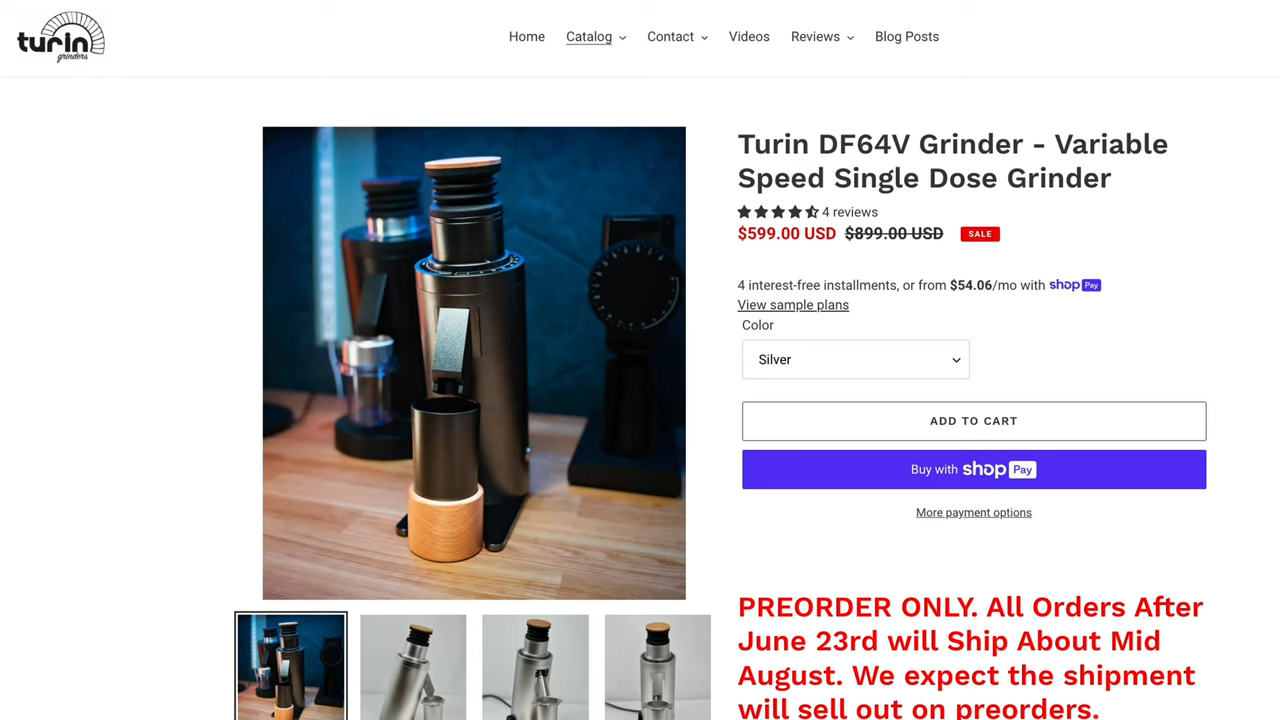 turin
grinders
Home
Catalog
Contact
Videos
Reviews
Blog Posts
Turin DF64V Grinder - Variable
Speed Single Dose Grinder
4 reviews
$599.00 USD $899.00 USD SALE
4 interest-free installments, or from $54.06/mo with shop Pay
View sample plans
Color
Silver
ADD TO CART
Buy with shop Pay
More payment options
PREORDER ONLY. All Orders After
June 23rd will Ship About Mid
August. We expect the shipment
will sell out on preorders.